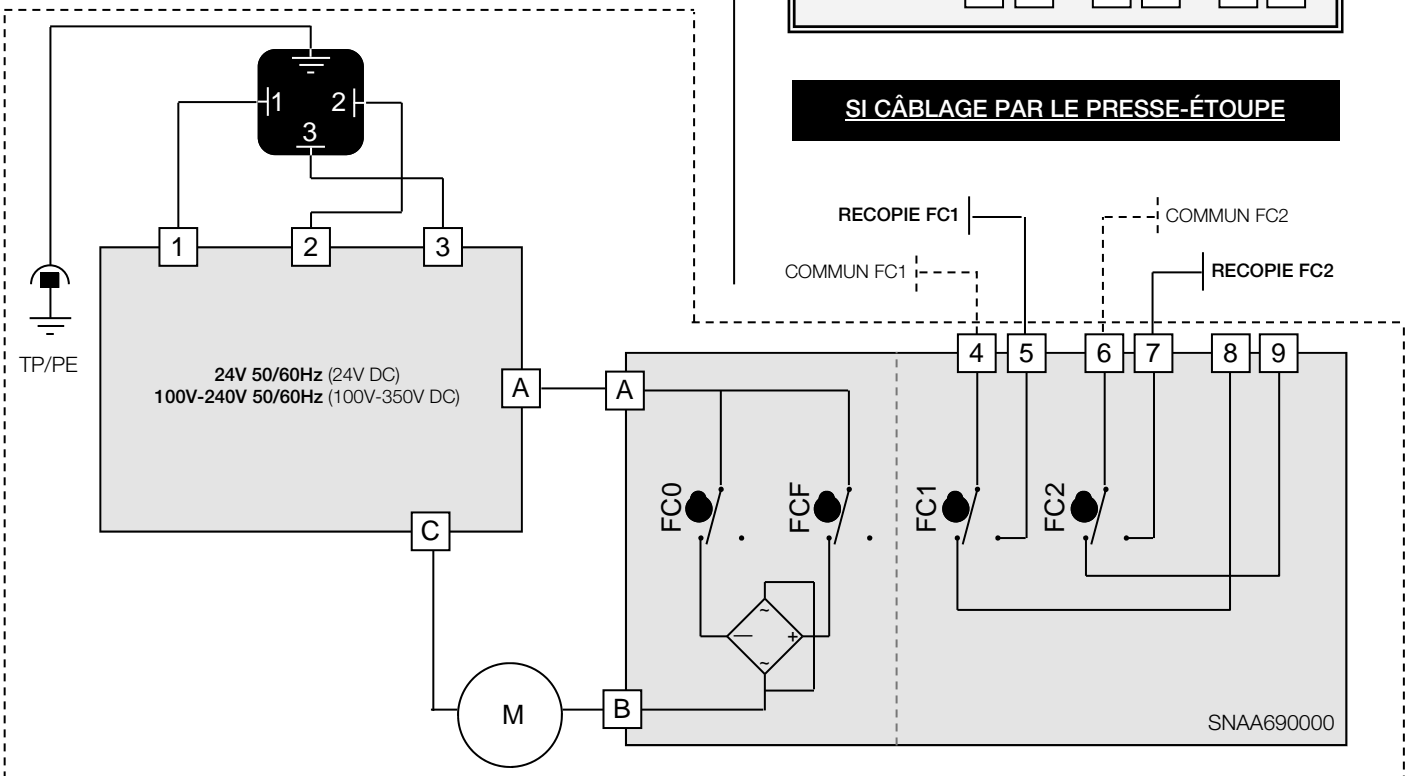 SI CÂBLAGE PAR LE PRESSE-ÉTOUPE
1 2
3
RECOPIE FC1
COMMUN FC2
COMMUN FC1
RECOPIE FC2
1 2 3
TP/PE
24V 50/60Hz (24V DC)
100V-240V 50/60Hz (100V-350V DC)
A
C
A
4 5 6 7 8 9
FC0
FCF
FC1
FC2
~
— +
~
M
B
SNAA690000